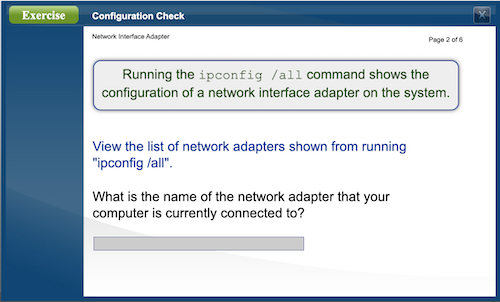 Exercise
Configuration Check
X
Network Interface Adapter
Page 2 of 6
Running the ipconfig /all command shows the
configuration of a network interface adapter on the system.
View the list of network adapters shown from running
"ipconfig /all".
What is the name of the network adapter that your
computer is currently connected to?